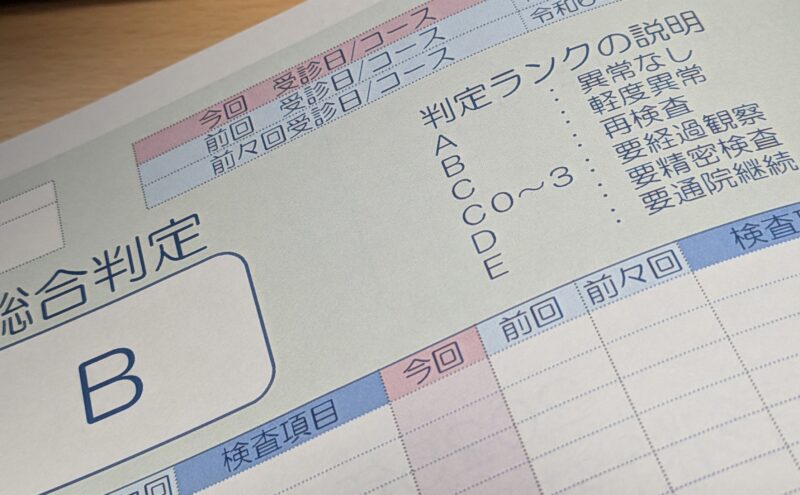 令和6
今回 受診日/コース
前回 受診日/コース
前々回受診日/コース
判定ランクの説明
A ・・・ 異常なし
B ・・・ 軽度異常
C ・・・ 再検査
C0～3 ・・・ 要経過観察
D ・・・ 要精密検査
E ・・・ 要通院継続
総合判定
B
検査項目 今回 前回 前々回 検査項
回